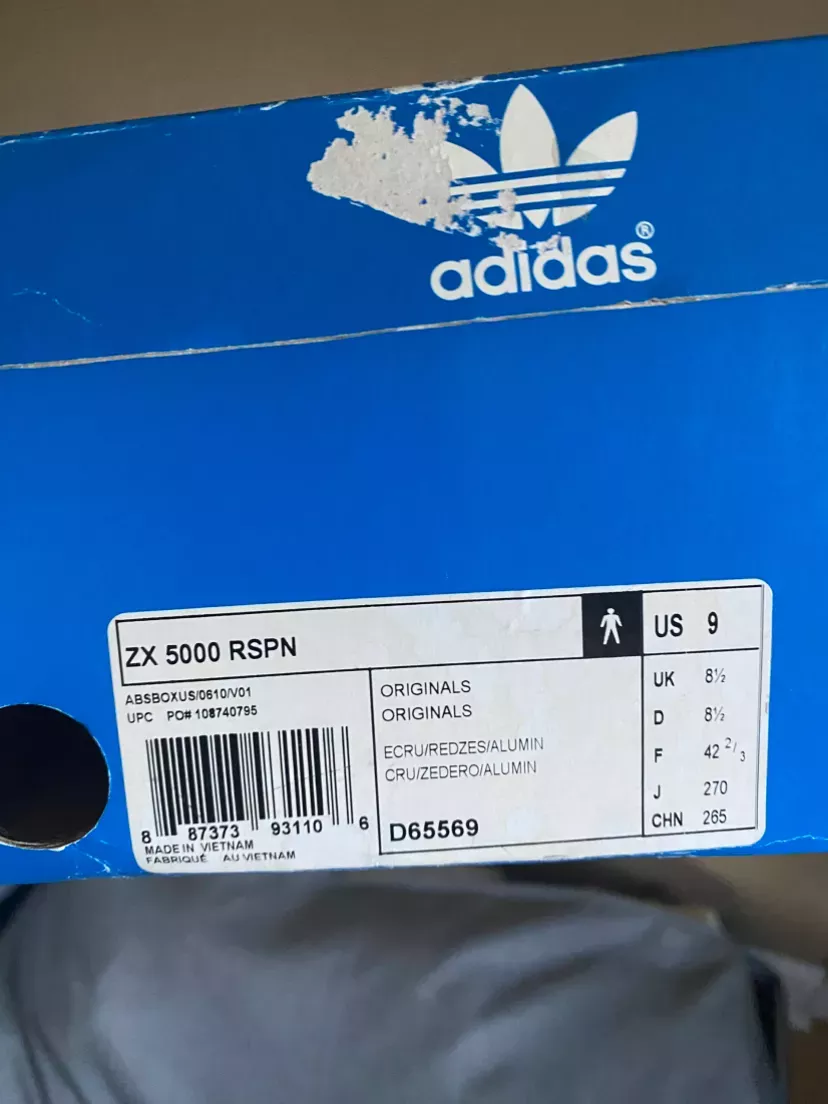 adidas®
ZX 5000 RSPN
ABSBOXUS/0610/V01
UPC PO# 108740795
8 87373 93110 6
MADE IN VIETNAM
FABRIQUÉ AU VIETNAM
ORIGINALS
ORIGINALS
ECRU/REDZES/ALUMIN
CRU/ZEDERO/ALUMIN
D65569
US 9
UK 8½
D 8½
F 42 2/3
J 270
CHN 265